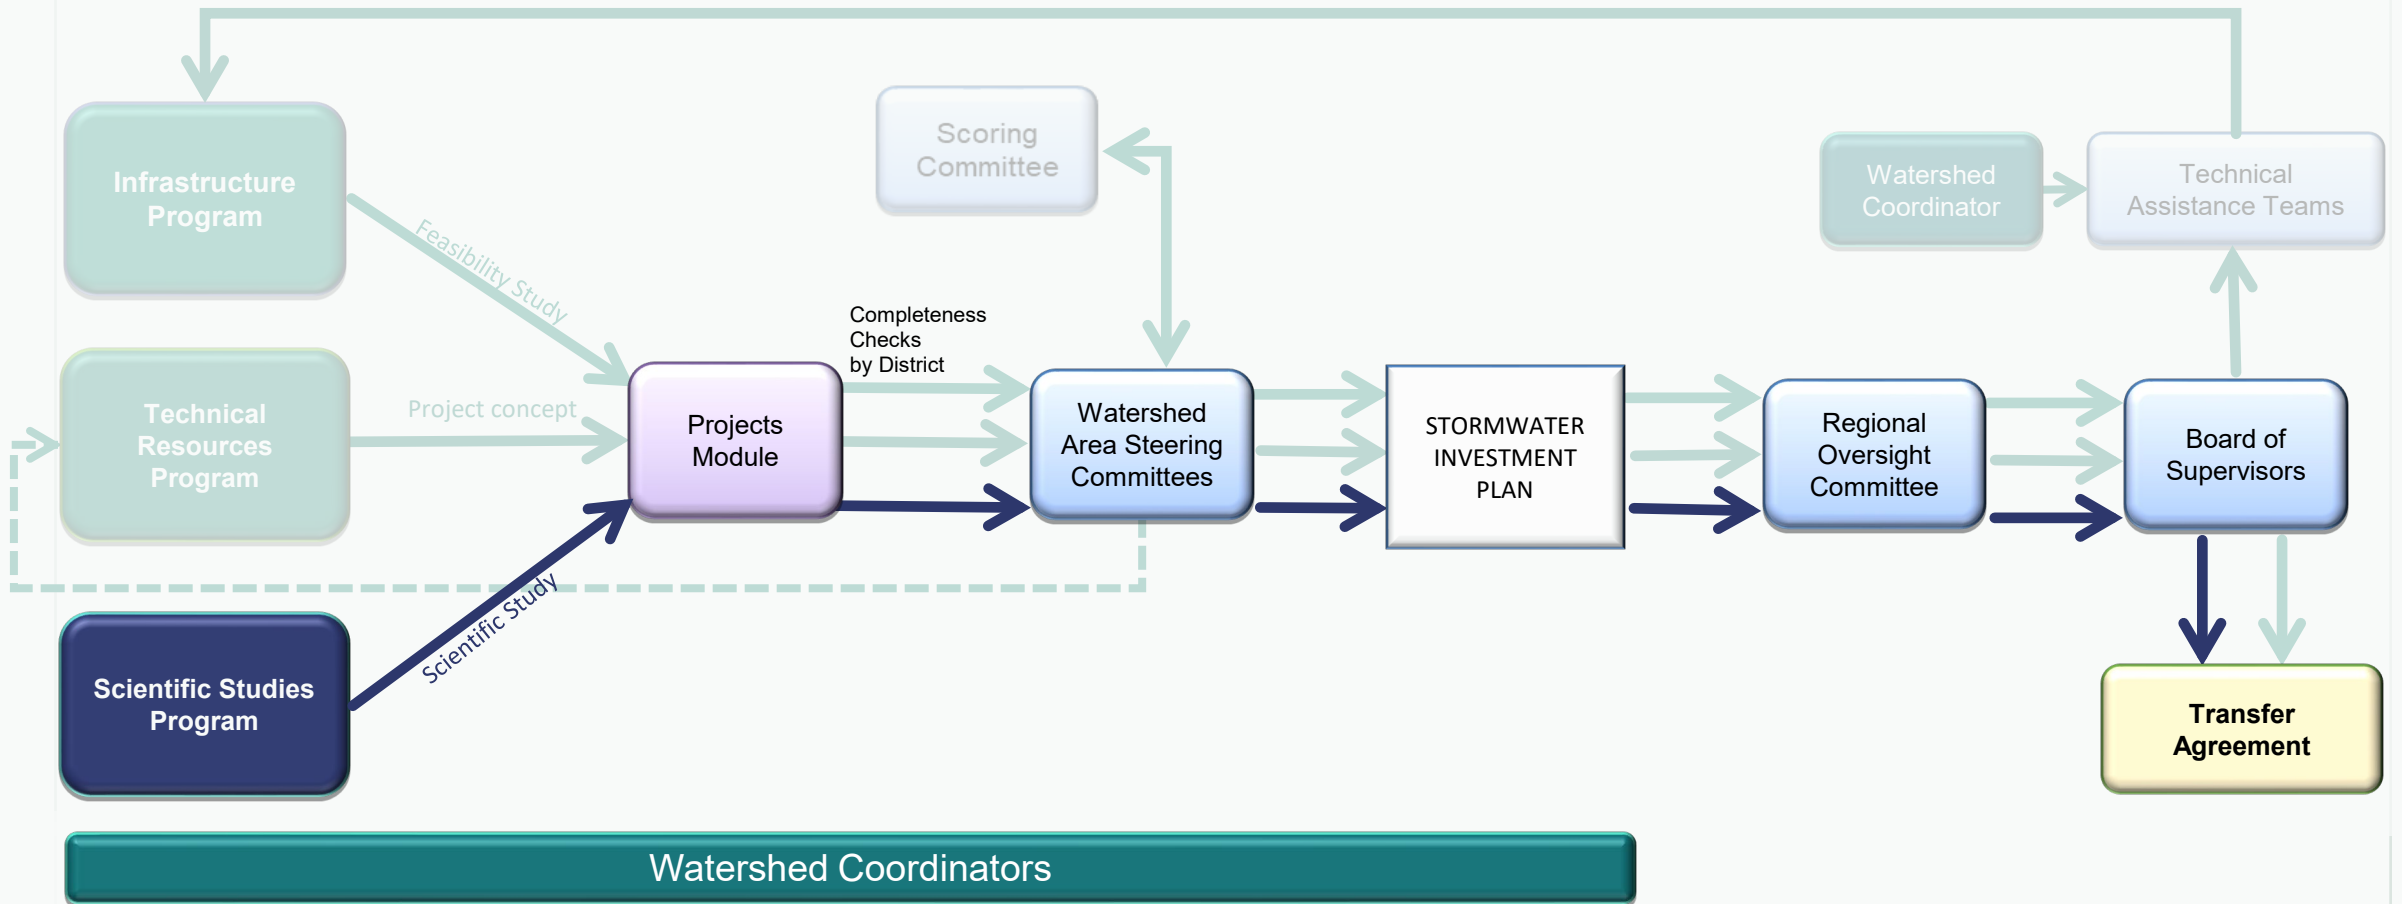 Scoring
Committee
Infrastructure
Program
Watershed
Coordinator
Technical
Assistance Teams
Feasibility Study
Completeness
Checks
by District
Technical
Resources
Program
Project concept
Projects
Module
Watershed
Area Steering
Committees
STORMWATER
INVESTMENT
PLAN
Regional
Oversight
Committee
Board of
Supervisors
Scientific Studies
Program
Scientific Study
Transfer
Agreement
Watershed Coordinators